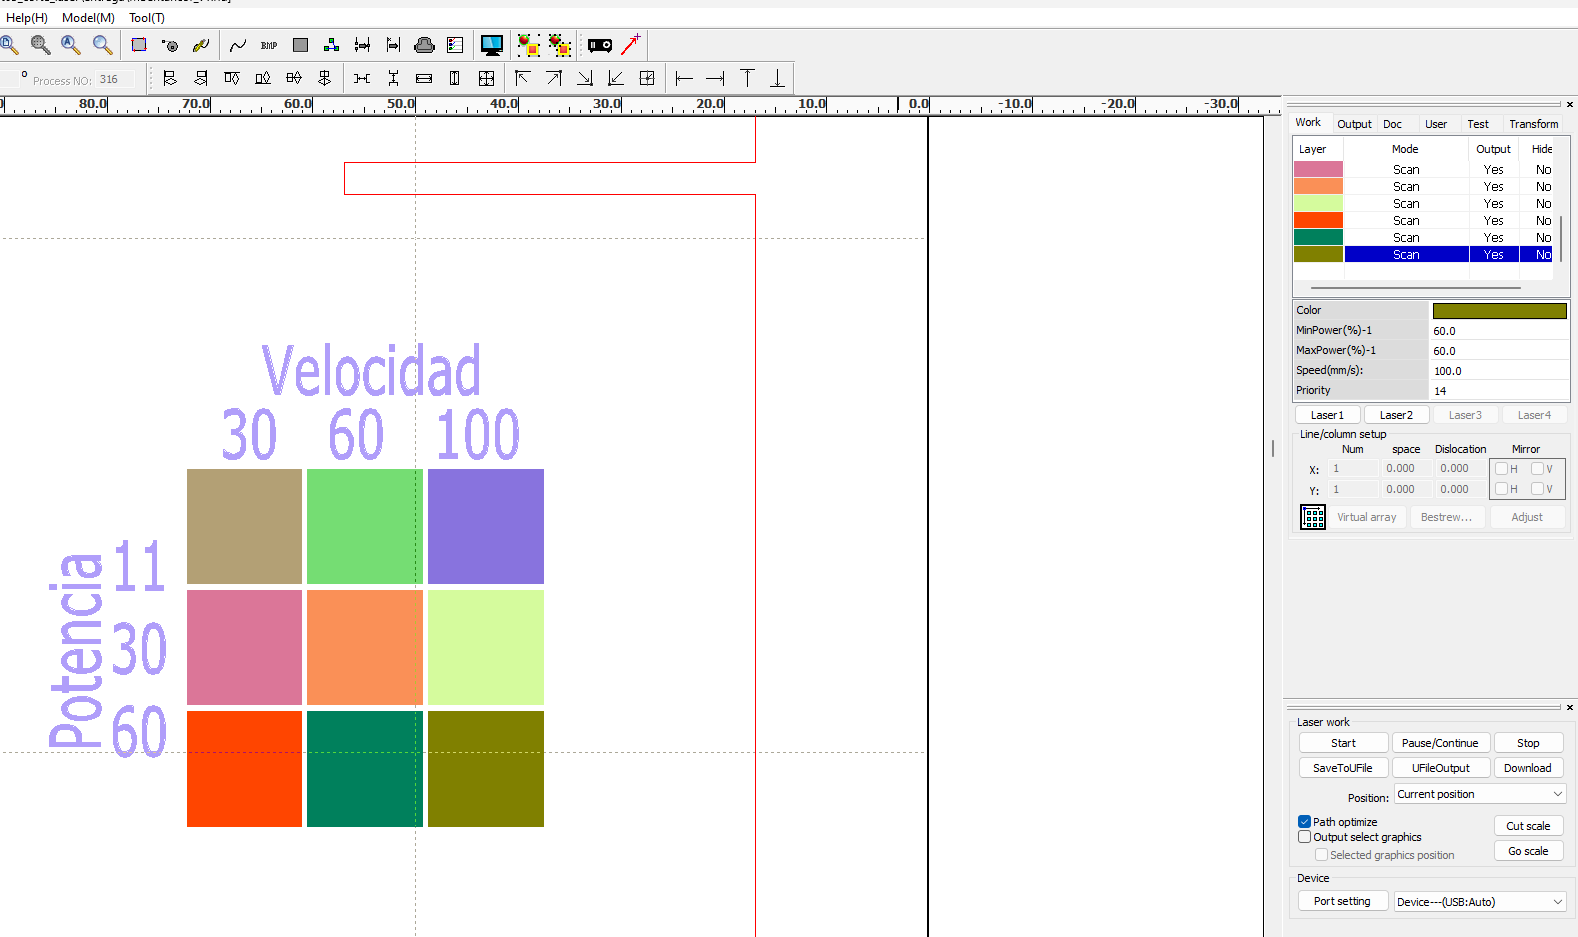 Help(H) Model(M) Tool(T)
BMP
Process NO: 316
80.0 70.0 60.0 50.0 40.0 30.0 20.0 10.0 0.0 -10.0 -20.0 -30.0
Work Output Doc User Test Transform
Layer Mode Output Hide
Scan Yes No
Scan Yes No
Scan Yes No
Scan Yes No
Scan Yes No
Scan Yes No
Color
MinPower(%)-1 60.0
MaxPower(%)-1 60.0
Speed(mm/s): 100.0
Priority 14
Laser1 Laser2 Laser3 Laser4
Line/column setup
Num space Dislocation Mirror
X: 1 0.000 0.000 H V
Y: 1 0.000 0.000 H V
Virtual array Bestrew... Adjust
Velocidad
30 60 100
Potencia
11
30
60
Laser work
Start Pause/Continue Stop
SaveToUFile UFileOutput Download
Position: Current position
Path optimize
Output select graphics
Selected graphics position
Cut scale
Go scale
Device
Port setting Device---(USB:Auto)